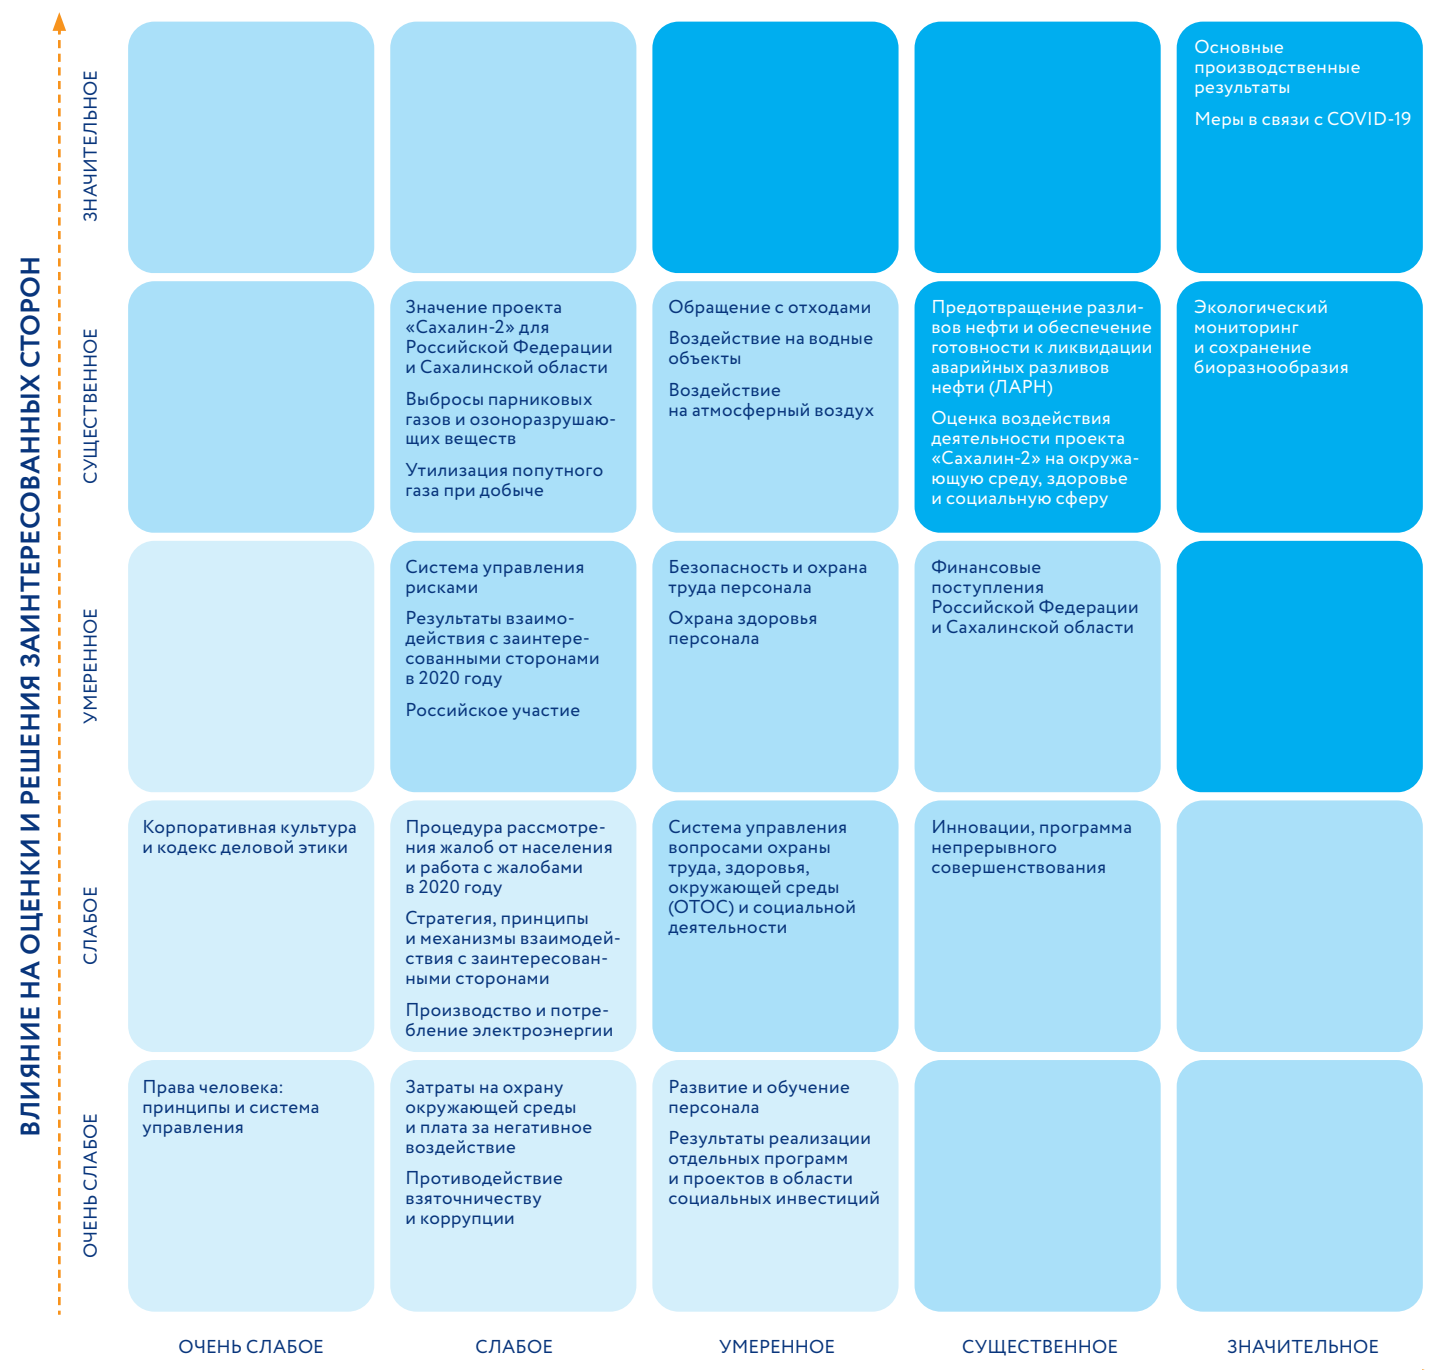 ВЛИЯНИЕ НА ОЦЕНКИ И РЕШЕНИЯ ЗАИНТЕРЕСОВАННЫХ СТОРОН
ЗНАЧИТЕЛЬНОЕ
Основные
производственные
результаты
Меры в связи с COVID-19
СУЩЕСТВЕННОЕ
Значение проекта
«Сахалин-2» для
Российской Федерации
и Сахалинской области
Выбросы парниковых
газов и озоноразрушаю-
щих веществ
Утилизация попутного
газа при добыче
Обращение с отходами
Воздействие на водные
объекты
Воздействие
на атмосферный воздух
Предотвращение разли-
вов нефти и обеспечение
готовности к ликвидации
аварийных разливов
нефти (ЛАРН)
Оценка воздействия
деятельности проекта
«Сахалин-2» на окружа-
ющую среду, здоровье
и социальную сферу
Экологический
мониторинг
и сохранение
биоразнообразия
УМЕРЕННОЕ
Система управления
рисками
Результаты взаимо-
действия с заинтере-
сованными сторонами
в 2020 году
Российское участие
Безопасность и охрана
труда персонала
Охрана здоровья
персонала
Финансовые
поступления
Российской Федерации
и Сахалинской области
СЛАБОЕ
Корпоративная культура
и кодекс деловой этики
Процедура рассмотре-
ния жалоб от населения
и работа с жалобами
в 2020 году
Стратегия, принципы
и механизмы взаимодей-
ствия с заинтересован-
ными сторонами
Производство и потре-
бление электроэнергии
Система управления
вопросами охраны
труда, здоровья,
окружающей среды
(ОТОС) и социальной
деятельности
Инновации, программа
непрерывного
совершенствования
ОЧЕНЬ СЛАБОЕ
Права человека:
принципы и система
управления
Затраты на охрану
окружающей среды
и плата за негативное
воздействие
Противодействие
взяточничеству
и коррупции
Развитие и обучение
персонала
Результаты реализации
отдельных программ
и проектов в области
социальных инвестиций
ОЧЕНЬ СЛАБОЕ
СЛАБОЕ
УМЕРЕННОЕ
СУЩЕСТВЕННОЕ
ЗНАЧИТЕЛЬНОЕ